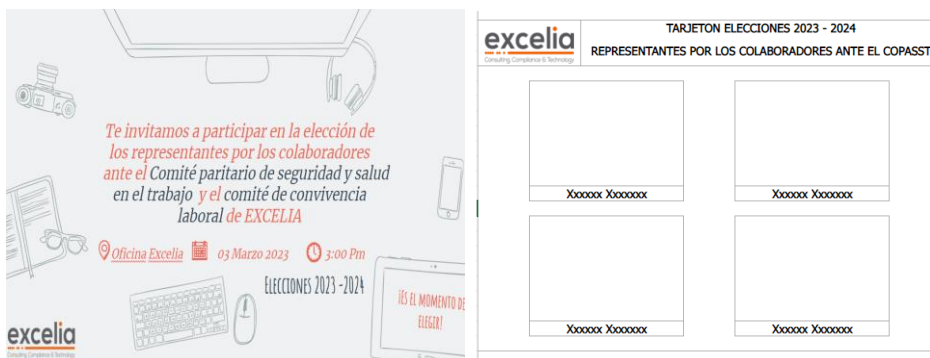 Te invitamos a participar en la elección de
los representantes por los colaboradores
ante el Comité paritario de seguridad y salud
en el trabajo y el comité de convivencia
laboral de EXCELIA
Oficina Excelia 03 Marzo 2023 3:00 Pm
ELECCIONES 2023 -2024
¡ES EL MOMENTO DE
ELEGIR!
excelia
Consulting Compliance & Technology
excelia
Consulting Compliance & Technology
TARJETON ELECCIONES 2023 - 2024
REPRESENTANTES POR LOS COLABORADORES ANTE EL COPASST
Xxxxxx Xxxxxxx
Xxxxxx Xxxxxxx
Xxxxxx Xxxxxxx
Xxxxxx Xxxxxxx